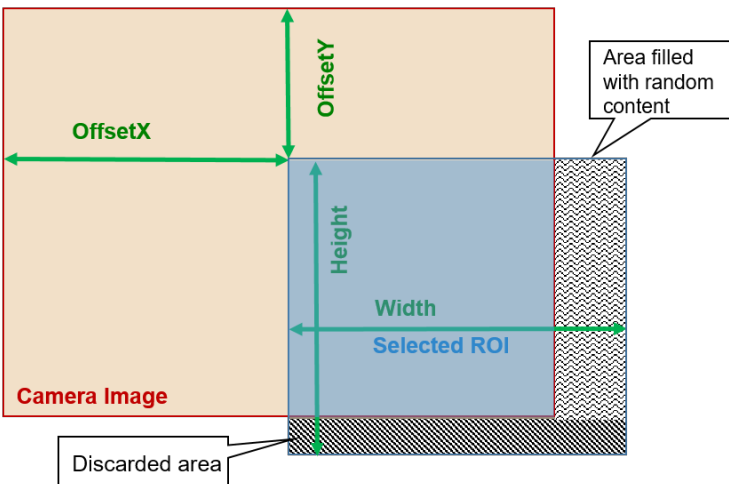 OffsetY
Area filled
with random
content
OffsetX
Height
Width
Selected ROI
Camera Image
Discarded area